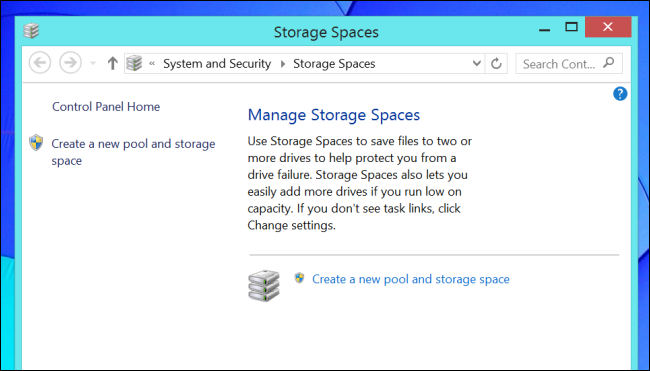 Storage Spaces
« System and Security Storage Spaces
Search Cont...
?
Control Panel Home
Create a new pool and storage
space
Manage Storage Spaces
Use Storage Spaces to save files to two or
more drives to help protect you from a
drive failure. Storage Spaces also lets you
easily add more drives if you run low on
capacity. If you don't see task links, click
Change settings.
Create a new pool and storage space